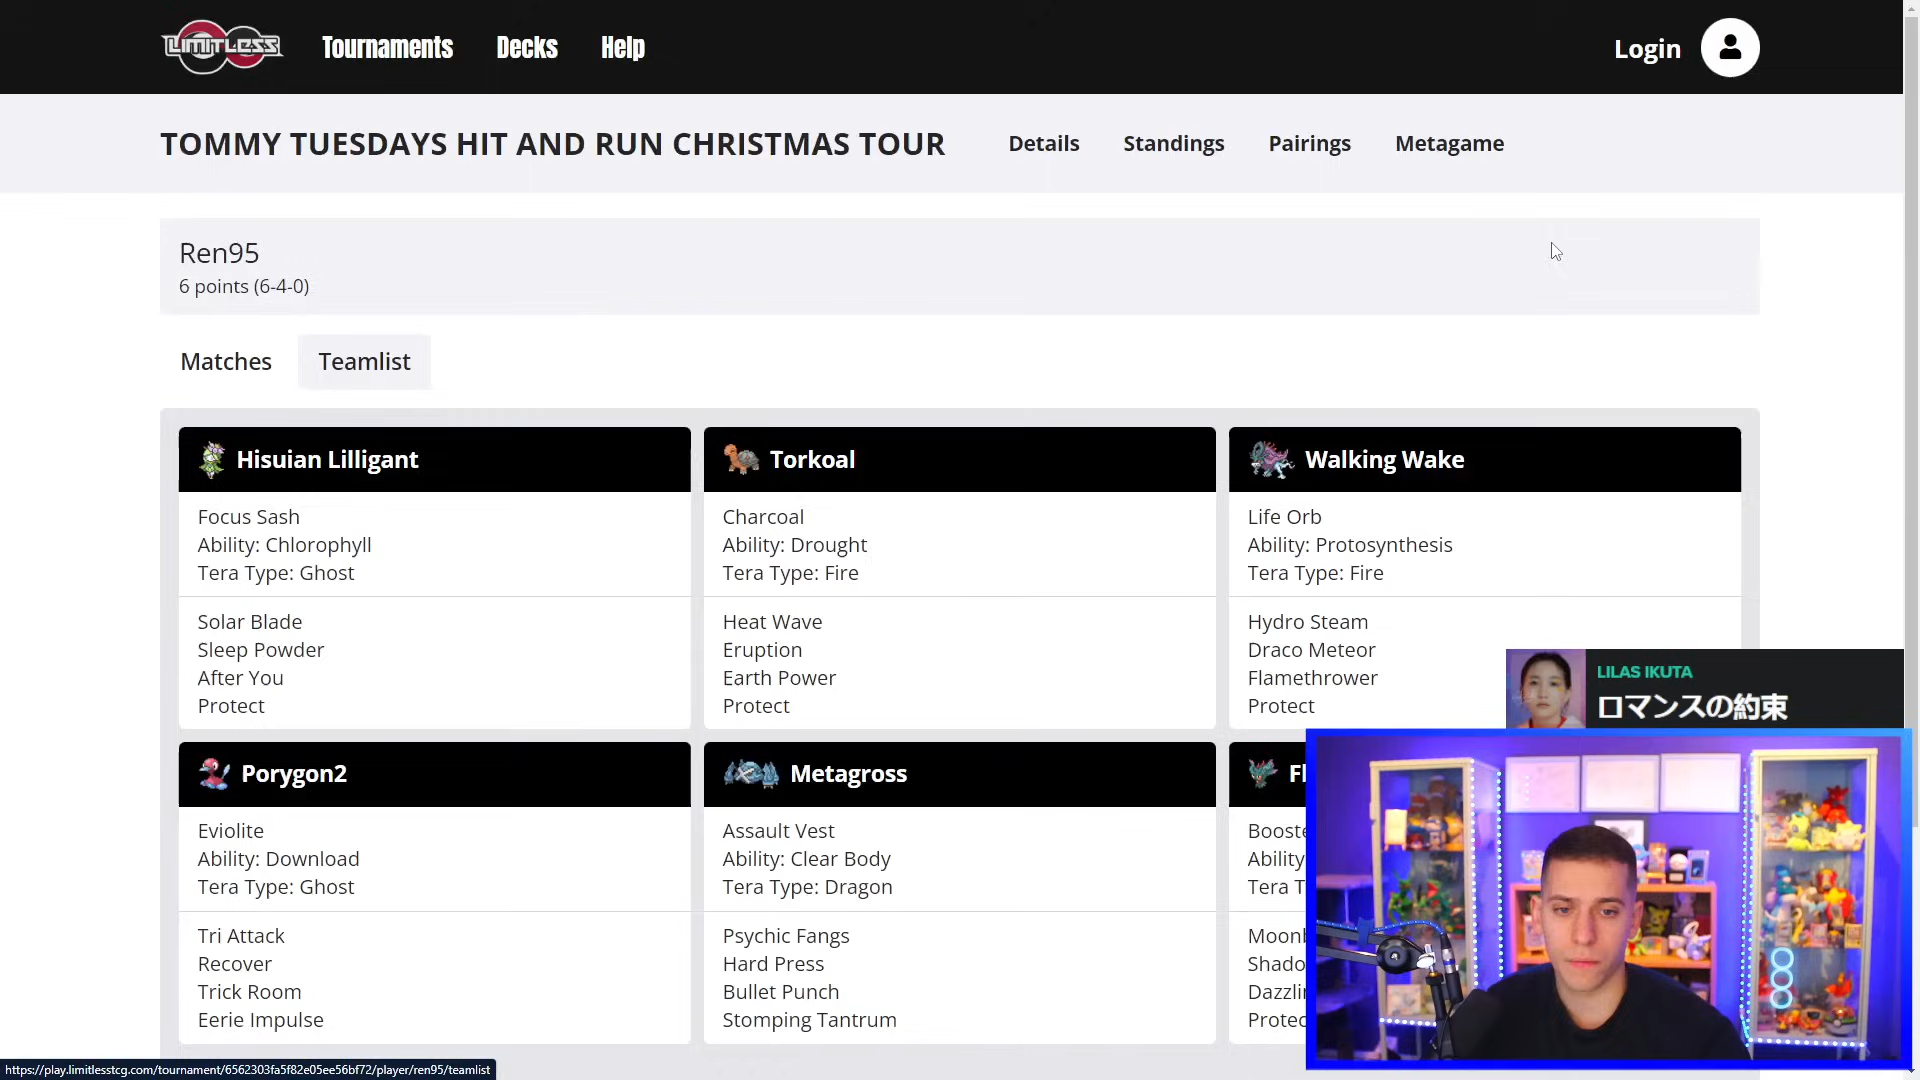 LIMITLESS
Tournaments
Decks
Help
Login
TOMMY TUESDAYS HIT AND RUN CHRISTMAS TOUR
Details
Standings
Pairings
Metagame
Ren95
6 points (6-4-0)
Matches
Teamlist
Hisuian Lilligant
Focus Sash
Ability: Chlorophyll
Tera Type: Ghost
Solar Blade
Sleep Powder
After You
Protect
Torkoal
Charcoal
Ability: Drought
Tera Type: Fire
Heat Wave
Eruption
Earth Power
Protect
Walking Wake
Life Orb
Ability: Protosynthesis
Tera Type: Fire
Hydro Steam
Draco Meteor
Flamethrower
Protect
LILAS IKUTA
ロマンスの約束
Porygon2
Eviolite
Ability: Download
Tera Type: Ghost
Tri Attack
Recover
Trick Room
Eerie Impulse
Metagross
Assault Vest
Ability: Clear Body
Tera Type: Dragon
Psychic Fangs
Hard Press
Bullet Punch
Stomping Tantrum
Ability
Tera
https://play.limitlesstcg.com/tournament/6562303fa5f82e05ee56bf72/player/ren95/teamlist